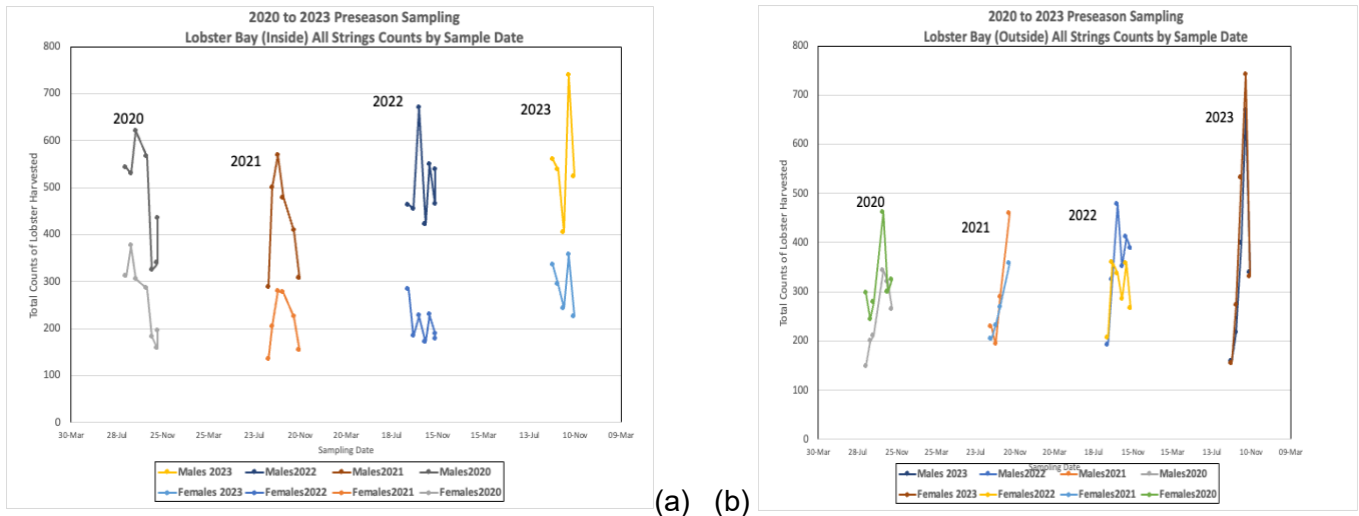 2020 to 2023 Preseason Sampling
Lobster Bay (Inside) All Strings Counts by Sample Date
Total Counts of Lobster Harvested
800
700
600
500
400
300
200
100
0
2020
2021
2022
2023
30-Mar 28-Jul 25-Nov 25-Mar 23-Jul 20-Nov 20-Mar 18-Jul 15-Nov 15-Mar 13-Jul 10-Nov 09-Mar
Sampling Date
Males 2023 Males2022 Males2021 Males2020
Females 2023 Females2022 Females2021 Females2020
(a)
(b)
2020 to 2023 Preseason Sampling
Lobster Bay (Outside) All Strings Counts by Sample Date
Total Counts of Lobster Harvested
800
700
600
500
400
300
200
100
0
2020
2021
2022
2023
30-Mar 28-Jul 25-Nov 25-Mar 23-Jul 20-Nov 20-Mar 18-Jul 15-Nov 15-Mar 13-Jul 10-Nov 09-Mar
Sampling Date
Males 2023 Males2022 Males2021 Males2020
Females 2023 Females2022 Females2021 Females2020